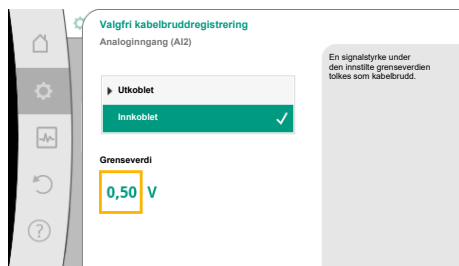 Valgfri kabelbruddregistrering
Analoginngang (AI2)
En signalstyrke under
den innstilte grenseverdien
tolkes som kabelbrudd.
Utkoblet
Innkoblet
Grenseverdi
0,50 V
?